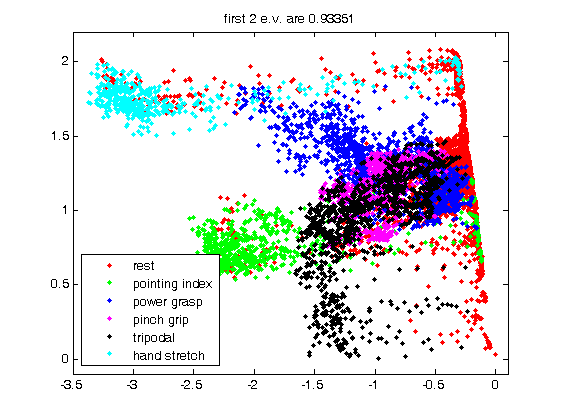 first 2 e.v. are 0.93351
2
1.5
1
0.5
0
rest
pointing index
power grasp
pinch grip
tripodal
hand stretch
-3.5 -3 -2.5 -2 -1.5 -1 -0.5 0